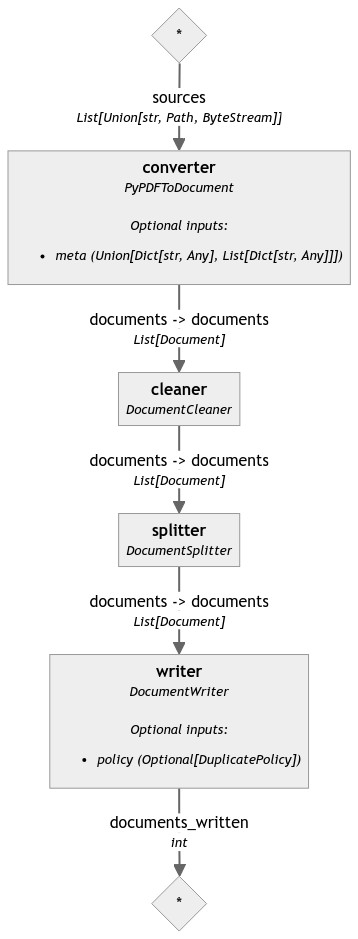 *
sources
List[Union[str, Path, ByteStream]]
converter
PyPDFToDocument
Optional inputs:
• meta (Union[Dict[str, Any], List[Dict[str, Any]]])
documents -> documents
List[Document]
cleaner
DocumentCleaner
documents -> documents
List[Document]
splitter
DocumentSplitter
documents -> documents
List[Document]
writer
DocumentWriter
Optional inputs:
• policy (Optional[DuplicatePolicy])
documents_written
int
*